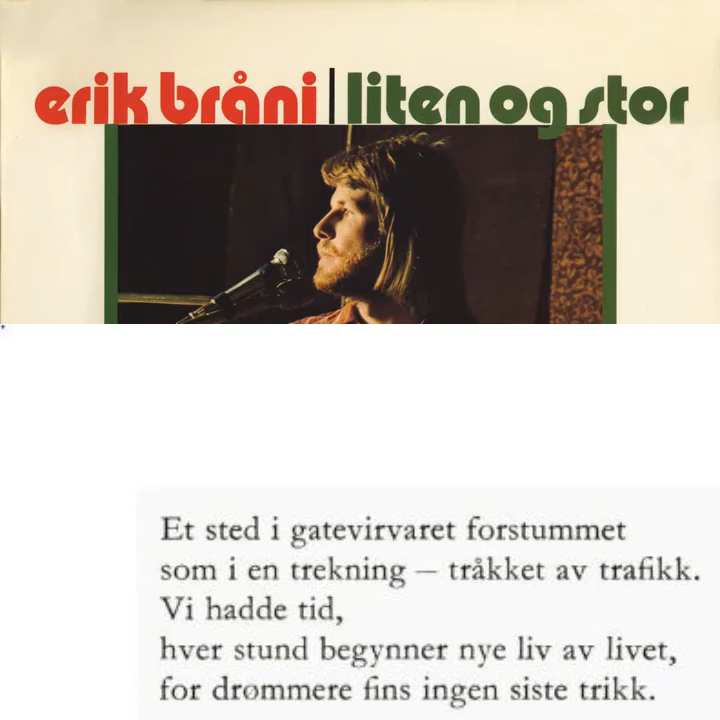 erik bråni | liten og stor
Et sted i gatevirvaret forstummet
som i en trekning – tråkket av trafikk.
Vi hadde tid,
hver stund begynner nye liv av livet,
for drømmere fins ingen siste trikk.